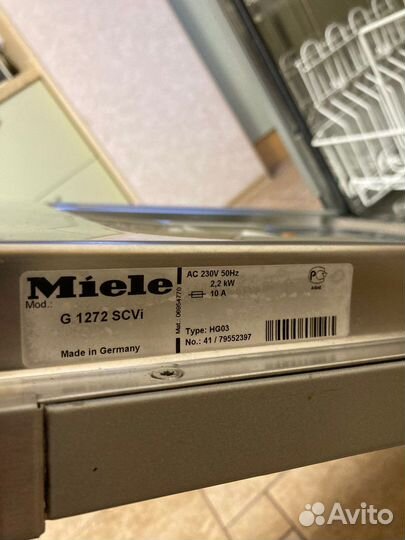 Miele
Mod.:
G 1272 SCVi
Made in Germany
Mat.: 06954770
AC 230V 50Hz
2,2 kW
10 A
Type: HG03
No.: 41 / 79552397
Avito